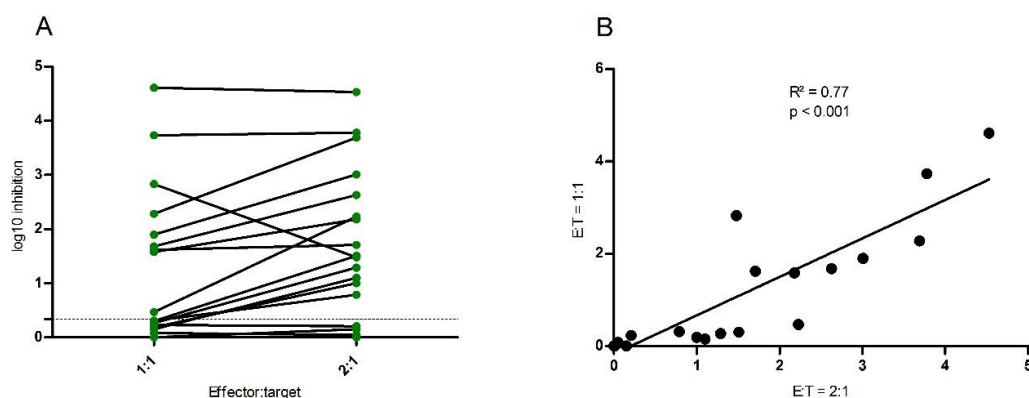 A
5
4
3
2
1
0
log10 inhibition
1:1
2:1
Effector:target
B
6
4
2
0
E:T = 1:1
R² = 0.77
p < 0.001
0 1 2 3 4 5
E:T = 2:1